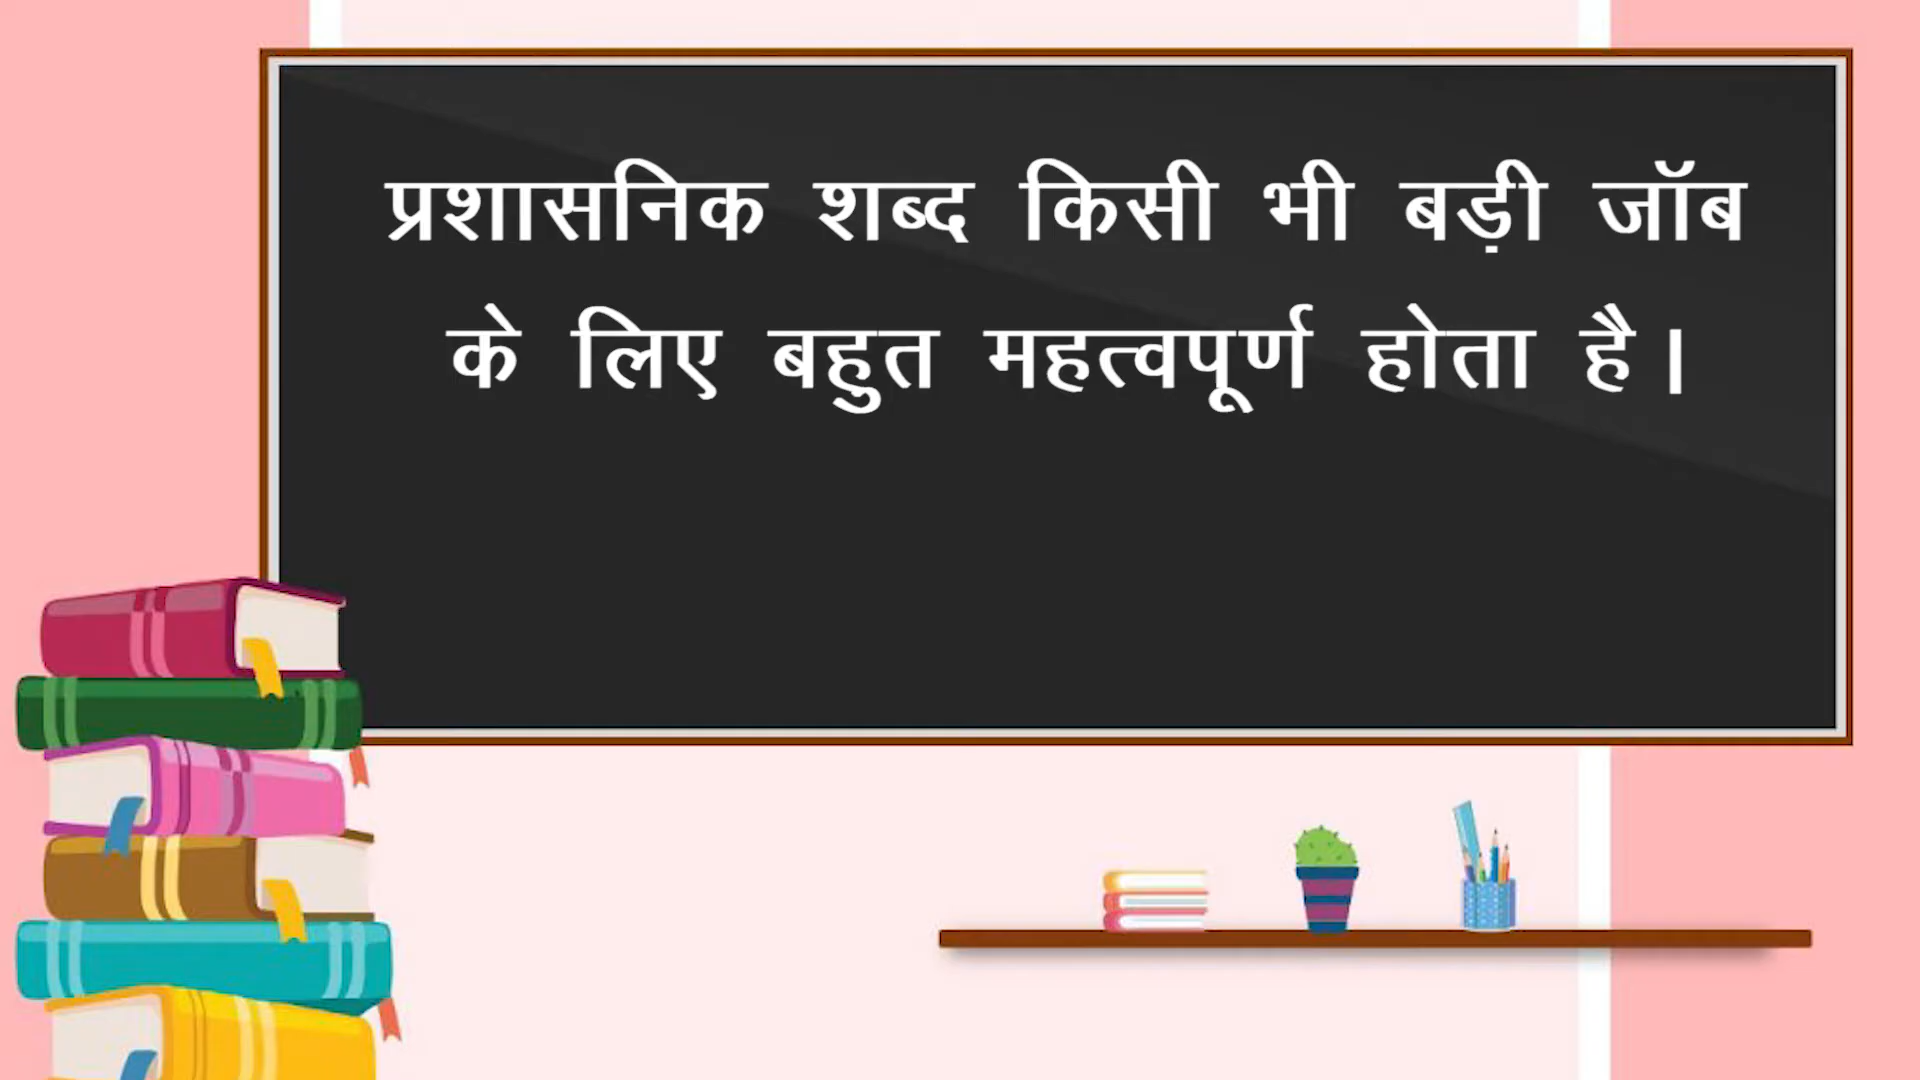 प्रशासनिक शब्द किसी भी बड़ी जॉब
के लिए बहुत महत्वपूर्ण होता है।